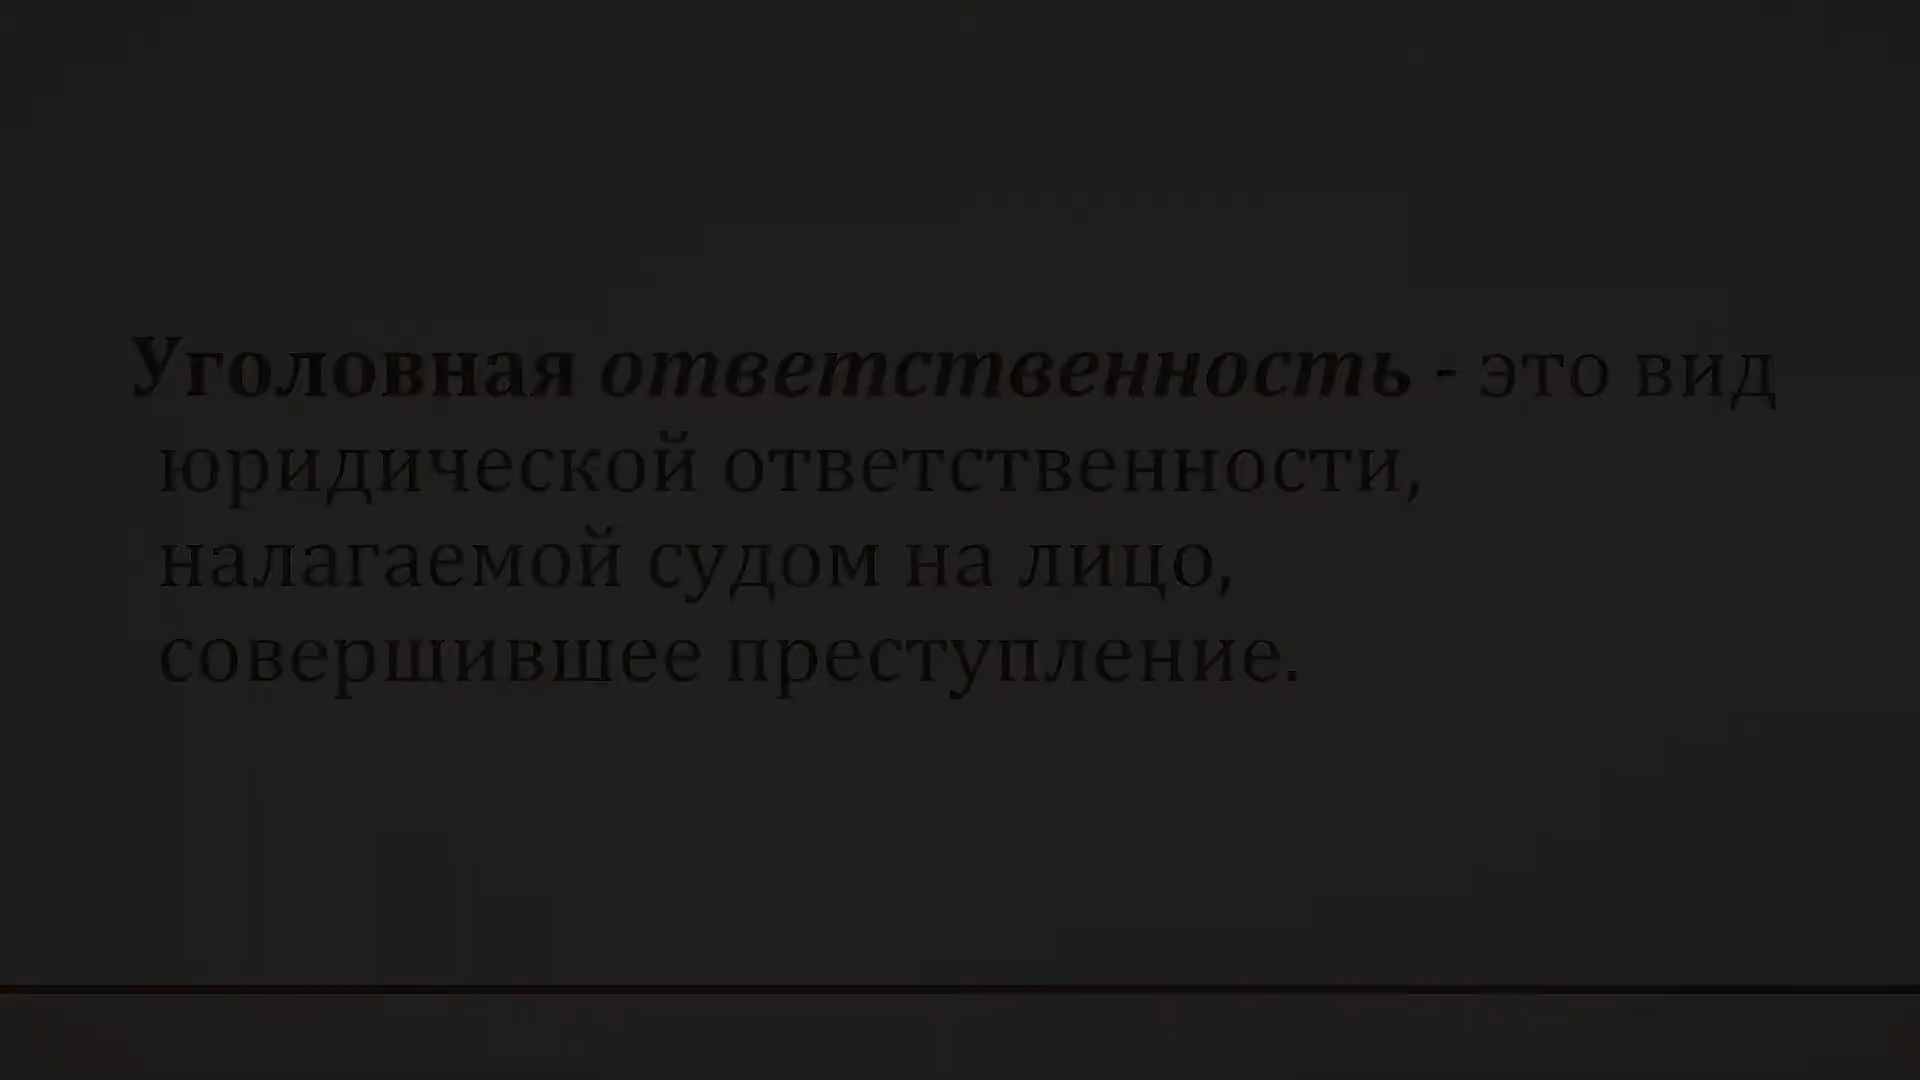 Уголовная ответственность - это вид
юридической ответственности,
налагаемой судом на лицо,
совершившее преступление.